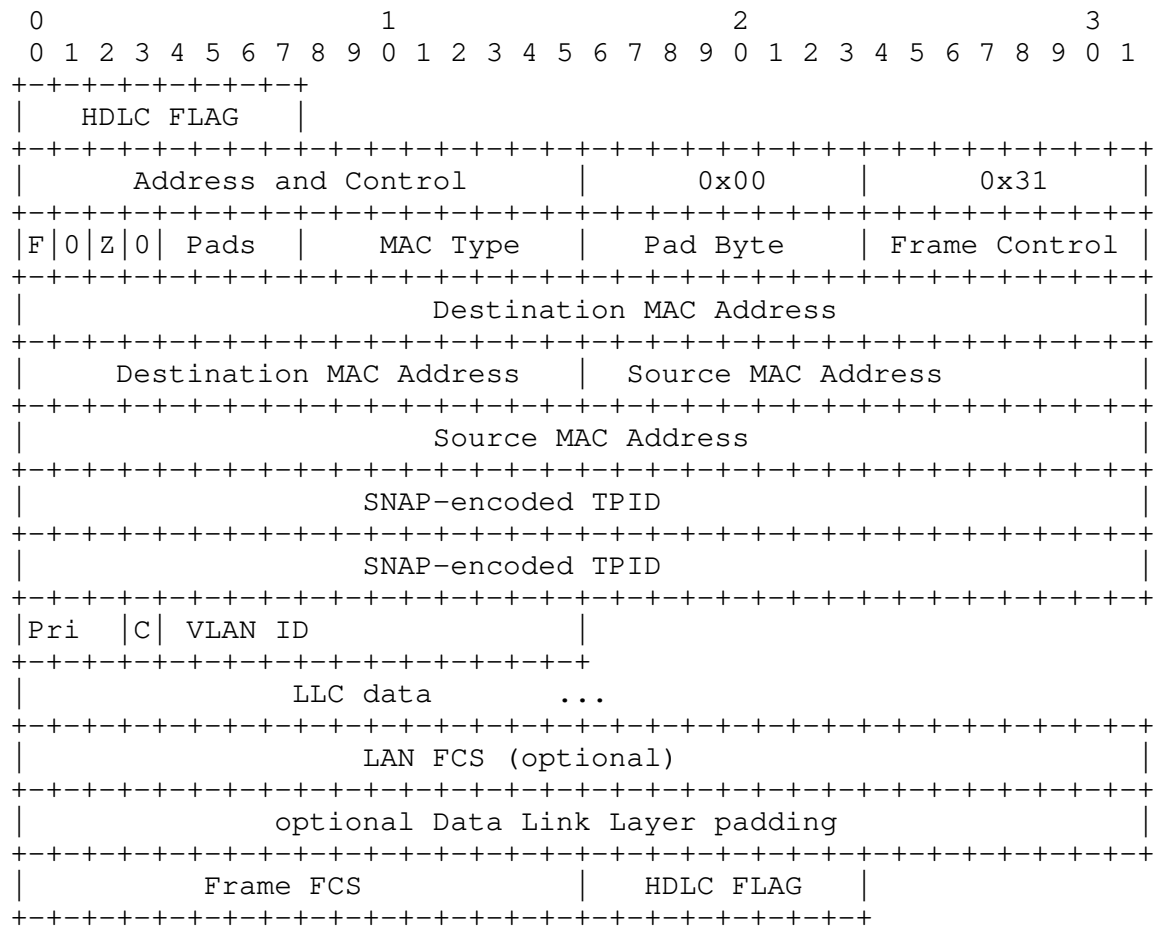 0                   1                   2                   3
 0 1 2 3 4 5 6 7 8 9 0 1 2 3 4 5 6 7 8 9 0 1 2 3 4 5 6 7 8 9 0 1
+-+-+-+-+-+-+-+-+
|   HDLC FLAG   |
+-+-+-+-+-+-+-+-+-+-+-+-+-+-+-+-+-+-+-+-+-+-+-+-+-+-+-+-+-+-+-+-+
|      Address and Control      |      0x00     |      0x31     |
+-+-+-+-+-+-+-+-+-+-+-+-+-+-+-+-+-+-+-+-+-+-+-+-+-+-+-+-+-+-+-+-+
|F|0|Z|0| Pads  |    MAC Type   |   Pad Byte    | Frame Control |
+-+-+-+-+-+-+-+-+-+-+-+-+-+-+-+-+-+-+-+-+-+-+-+-+-+-+-+-+-+-+-+-+
|                       Destination MAC Address                 |
+-+-+-+-+-+-+-+-+-+-+-+-+-+-+-+-+-+-+-+-+-+-+-+-+-+-+-+-+-+-+-+-+
|     Destination MAC Address   |  Source MAC Address           |
+-+-+-+-+-+-+-+-+-+-+-+-+-+-+-+-+-+-+-+-+-+-+-+-+-+-+-+-+-+-+-+-+
|                       Source MAC Address                      |
+-+-+-+-+-+-+-+-+-+-+-+-+-+-+-+-+-+-+-+-+-+-+-+-+-+-+-+-+-+-+-+-+
|                   SNAP-encoded TPID                           |
+-+-+-+-+-+-+-+-+-+-+-+-+-+-+-+-+-+-+-+-+-+-+-+-+-+-+-+-+-+-+-+-+
|                   SNAP-encoded TPID                           |
+-+-+-+-+-+-+-+-+-+-+-+-+-+-+-+-+-+-+-+-+-+-+-+-+-+-+-+-+-+-+-+-+
|Pri  |C| VLAN ID               |
+-+-+-+-+-+-+-+-+-+-+-+-+-+-+-+-+
|               LLC data       ...
+-+-+-+-+-+-+-+-+-+-+-+-+-+-+-+-+-+-+-+-+-+-+-+-+-+-+-+-+-+-+-+-+
|                   LAN FCS (optional)                          |
+-+-+-+-+-+-+-+-+-+-+-+-+-+-+-+-+-+-+-+-+-+-+-+-+-+-+-+-+-+-+-+-+
|              optional Data Link Layer padding                 |
+-+-+-+-+-+-+-+-+-+-+-+-+-+-+-+-+-+-+-+-+-+-+-+-+-+-+-+-+-+-+-+-+
|          Frame FCS            |   HDLC FLAG   |
+-+-+-+-+-+-+-+-+-+-+-+-+-+-+-+-+-+-+-+-+-+-+-+-+